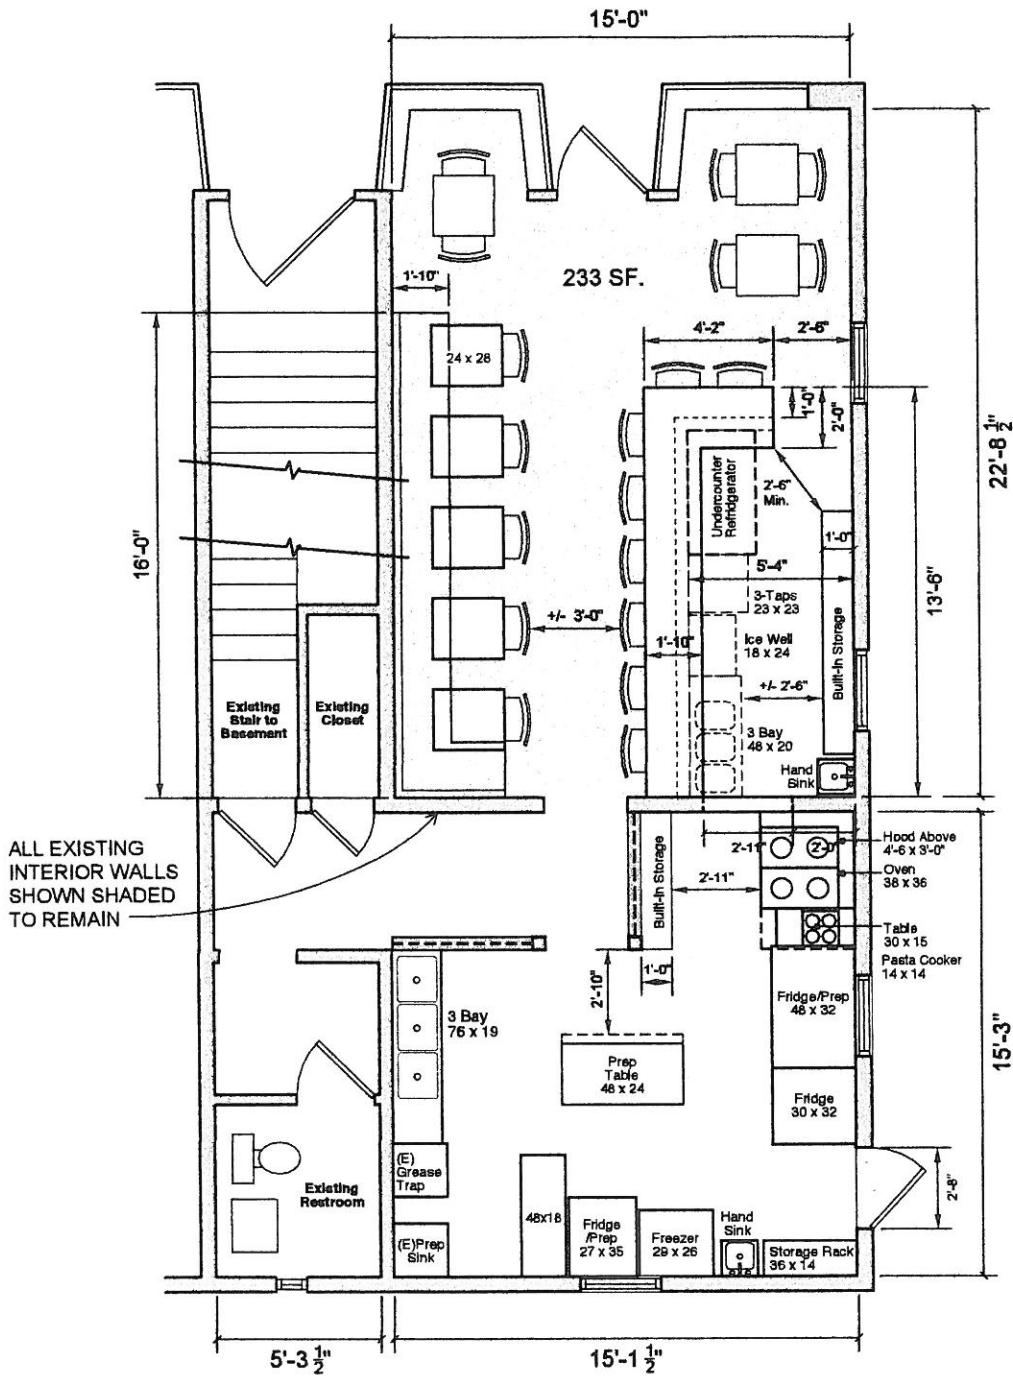 15'-0"
233 SF.
1'-10"
4'-2"
2'-6"
24 x 28
1'-0"
2'-0"
22'-8 1/2"
Undercounter
Refridgerator
2'-6"
Min.
16'-0"
1'-0"
5'-4"
13'-6"
3-Taps
23 x 23
+/- 3'-0"
1'-10"
Ice Well
18 x 24
Built-In Storage
+/- 2'-6"
Existing
Stair to
Basement
Existing
Closet
3 Bay
48 x 20
Hand
Sink
ALL EXISTING
INTERIOR WALLS
SHOWN SHADED
TO REMAIN
2'-11"
2'-0"
Hood Above
4'-6 x 3'-0"
Oven
38 x 36
Built-In Storage
2'-11"
Table
30 x 15
Pasta Cooker
14 x 14
1'-0"
2'-10"
3 Bay
76 x 19
Fridge/Prep
48 x 32
15'-3"
Prep
Table
48 x 24
Fridge
30 x 32
(E)
Grease
Trap
Existing
Restroom
2'-8"
48x18
(E)Prep
Sink
Fridge
/Prep
27 x 35
Freezer
29 x 26
Hand
Sink
Storage Rack
36 x 14
5'-3 1/2"
15'-1 1/2"